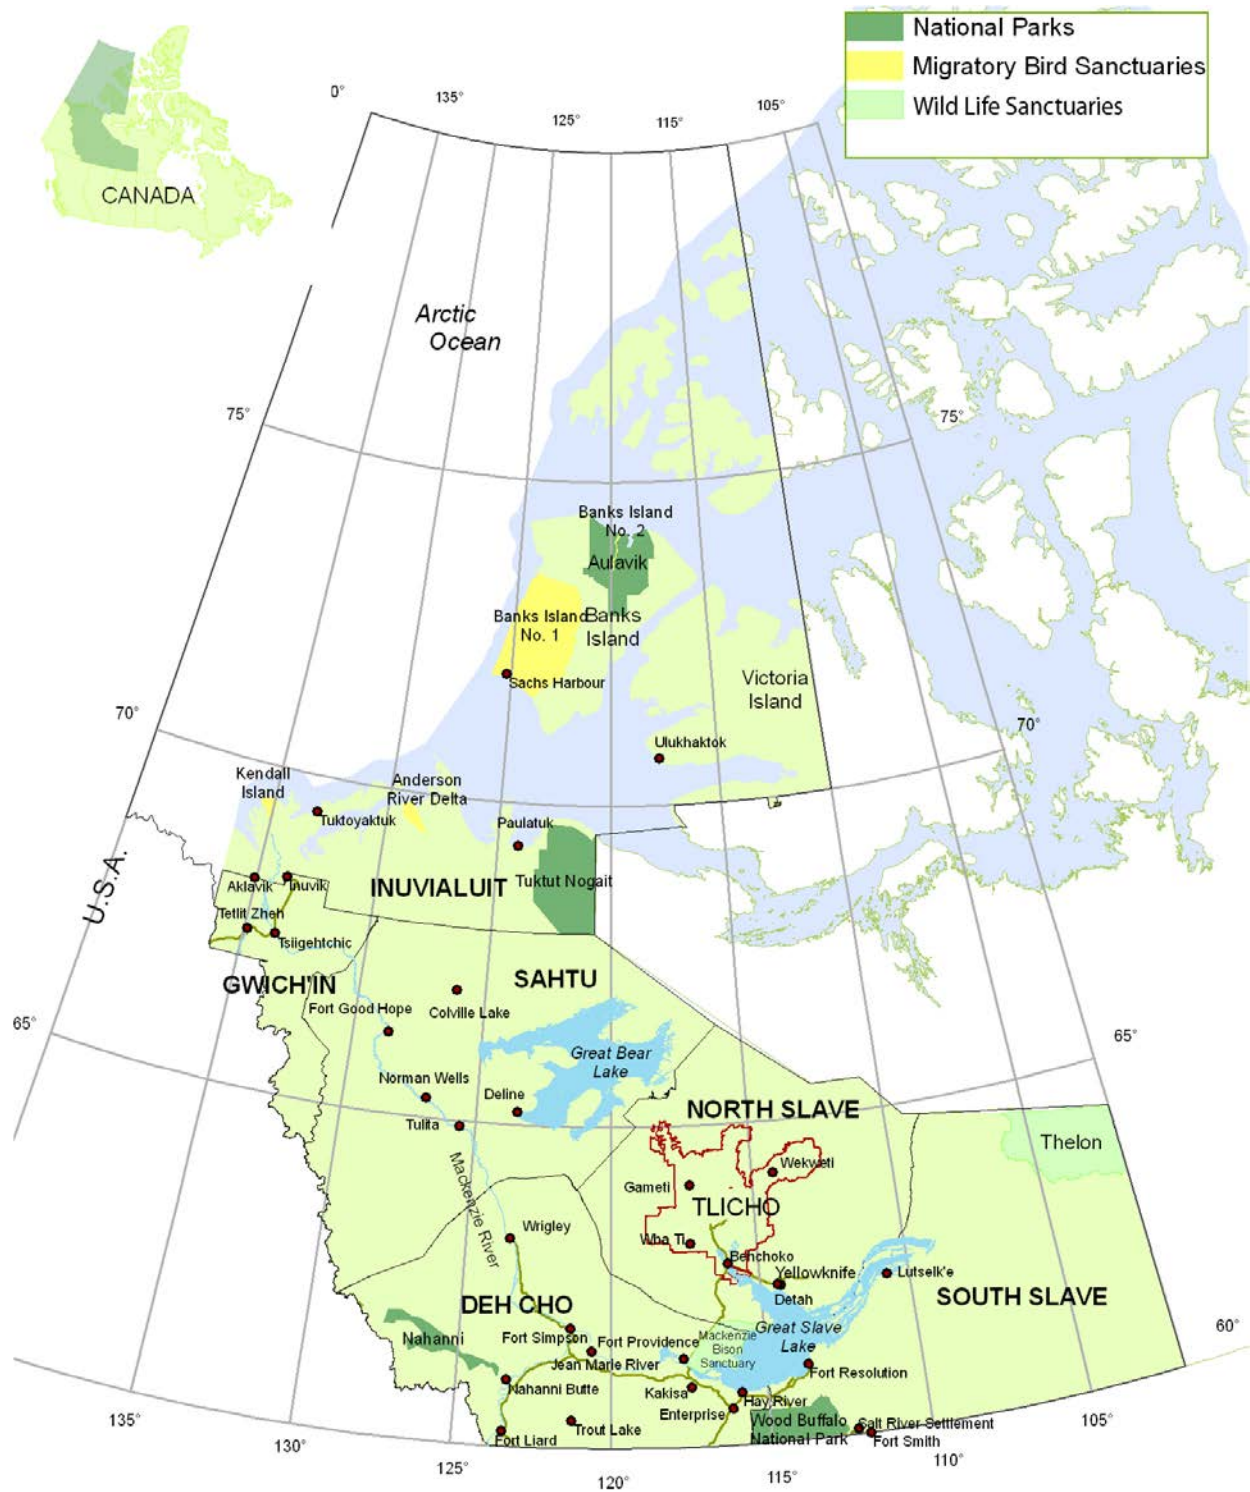 National Parks
Migratory Bird Sanctuaries
Wild Life Sanctuaries
CANADA
0°
135°
125°
115°
105°
Arctic
Ocean
75°
75°
Banks Island
No. 2
Aulavik
Banks Island
No. 1
Banks
Island
Sachs Harbour
Victoria
Island
70°
70°
Ulukhaktok
Kendall
Island
Anderson
River Delta
Tuktoyaktuk
Paulatuk
U.S.A.
Aklavik
Inuvik
INUVIALUIT
Tuktut Nogait
Tetlit Zheh
Tsiigehtchic
GWICH'IN
SAHTU
Fort Good Hope
Colville Lake
65°
65°
Great Bear
Lake
Norman Wells
Deline
Tulita
NORTH SLAVE
Thelon
Mackenzie River
Wekweti
Gameti
TLICHO
Wrigley
Wha Ti
Benchoko
Yellowknife
Detah
Lutselk'e
DEH CHO
SOUTH SLAVE
Nahanni
Fort Simpson
Fort Providence
Mackenzie
Bison
Sanctuary
Great Slave
Lake
60°
Jean Marie River
Fort Resolution
Nahanni Butte
Kakisa
Hay River
Enterprise
Wood Buffalo
National Park
Salt River Settlement
Fort Smith
Trout Lake
Fort Liard
135°
130°
125°
120°
115°
110°
105°